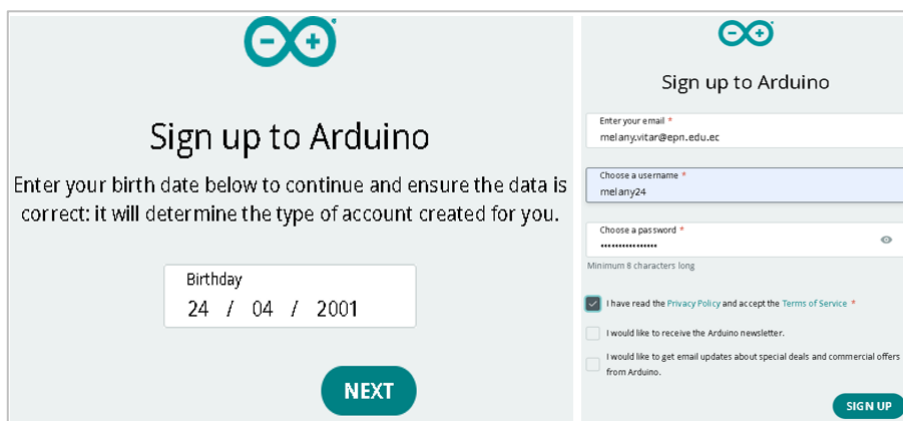 Sign up to Arduino
Enter your birth date below to continue and ensure the data is
correct: it will determine the type of account created for you.
Birthday
24 / 04 / 2001
NEXT
Sign up to Arduino
Enter your email *
melany.vitar@epn.edu.ec
Choose a username *
melany24
Choose a password *
••••••••••••••••
Minimum 8 characters long
I have read the Privacy Policy and accept the Terms of Service *
I would like to receive the Arduino newsletter.
I would like to get email updates about special deals and commercial offers
from Arduino.
SIGN UP